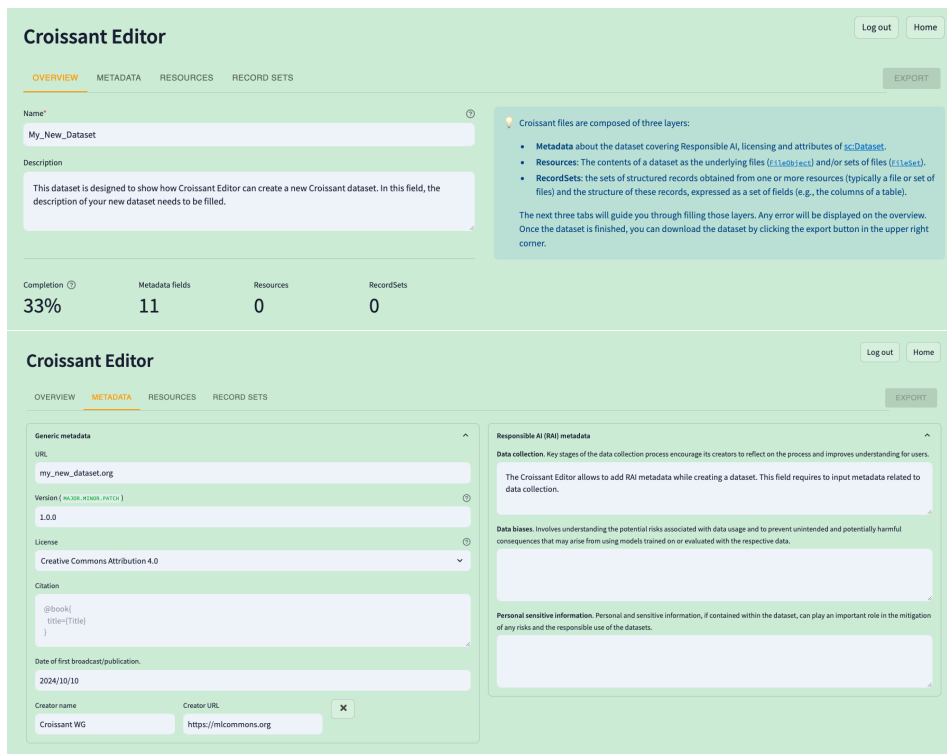 Croissant Editor
Log out
Home
OVERVIEW
METADATA
RESOURCES
RECORD SETS
EXPORT
Name*
My_New_Dataset
Description
This dataset is designed to show how Croissant Editor can create a new Croissant dataset. In this field, the
description of your new dataset needs to be filled.
Croissant files are composed of three layers:
• Metadata about the dataset covering Responsible AI, licensing and attributes of sc:Dataset.
• Resources: The contents of a dataset as the underlying files (FileObject) and/or sets of files (FileSet).
• RecordSets: the sets of structured records obtained from one or more resources (typically a file or set of
files) and the structure of these records, expressed as a set of fields (e.g., the columns of a table).
The next three tabs will guide you through filling those layers. Any error will be displayed on the overview.
Once the dataset is finished, you can download the dataset by clicking the export button in the upper right
corner.
Completion
Metadata fields
Resources
RecordSets
33%
11
0
0
Croissant Editor
Log out
Home
OVERVIEW
METADATA
RESOURCES
RECORD SETS
EXPORT
Generic metadata
URL
my_new_dataset.org
Version ( MAJOR.MINOR.PATCH )
1.0.0
License
Creative Commons Attribution 4.0
Citation
@book{
title={Title}
}
Date of first broadcast/publication.
2024/10/10
Creator name
Creator URL
Croissant WG
https://mlcommons.org
Responsible AI (RAI) metadata
Data collection. Key stages of the data collection process encourage its creators to reflect on the process and improves understanding for users.
The Croissant Editor allows to add RAI metadata while creating a dataset. This field requires to input metadata related to
data collection.
Data biases. Involves understanding the potential risks associated with data usage and to prevent unintended and potentially harmful
consequences that may arise from using models trained on or evaluated with the respective data.
Personal sensitive information. Personal and sensitive information, if contained within the dataset, can play an important role in the mitigation
of any risks and the responsible use of the datasets.